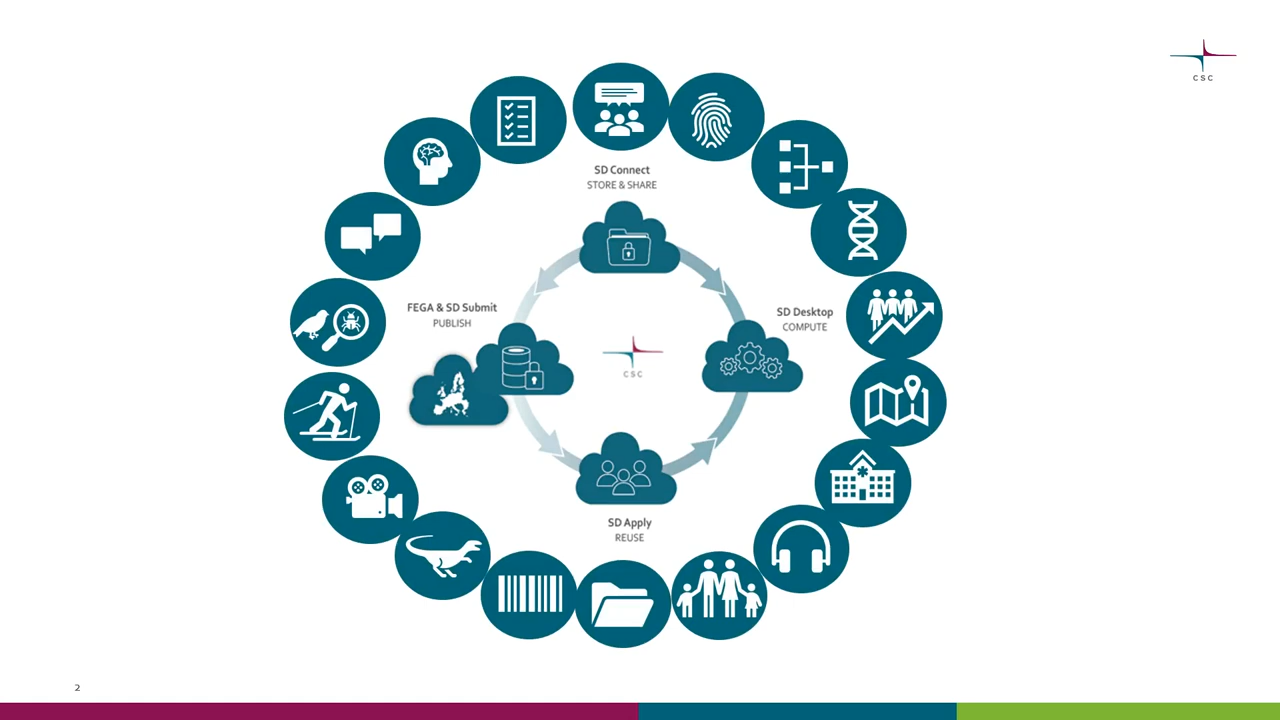 CSC
SD Connect
STORE & SHARE
FEGA & SD Submit
PUBLISH
SD Desktop
COMPUTE
CSC
SD Apply
REUSE
2